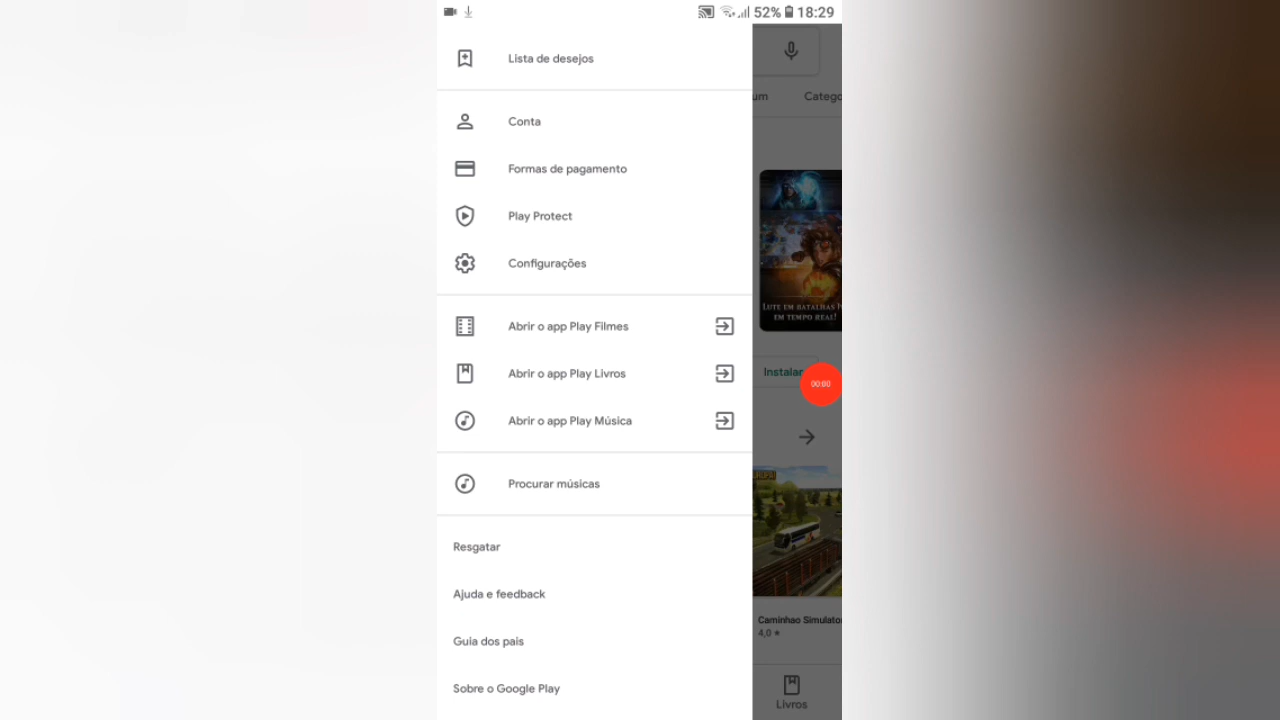 52% 18:29
Lista de desejos
um Catego
Conta
Formas de pagamento
Play Protect
Configurações
LUTE EM BATALHAS
EM TEMPO REAL!
Abrir o app Play Filmes
Abrir o app Play Livros
Instalar
00:00
Abrir o app Play Música
Procurar músicas
Resgatar
Ajuda e feedback
Caminhao Simulato
4,0 ★
Guia dos pais
Sobre o Google Play
Livros